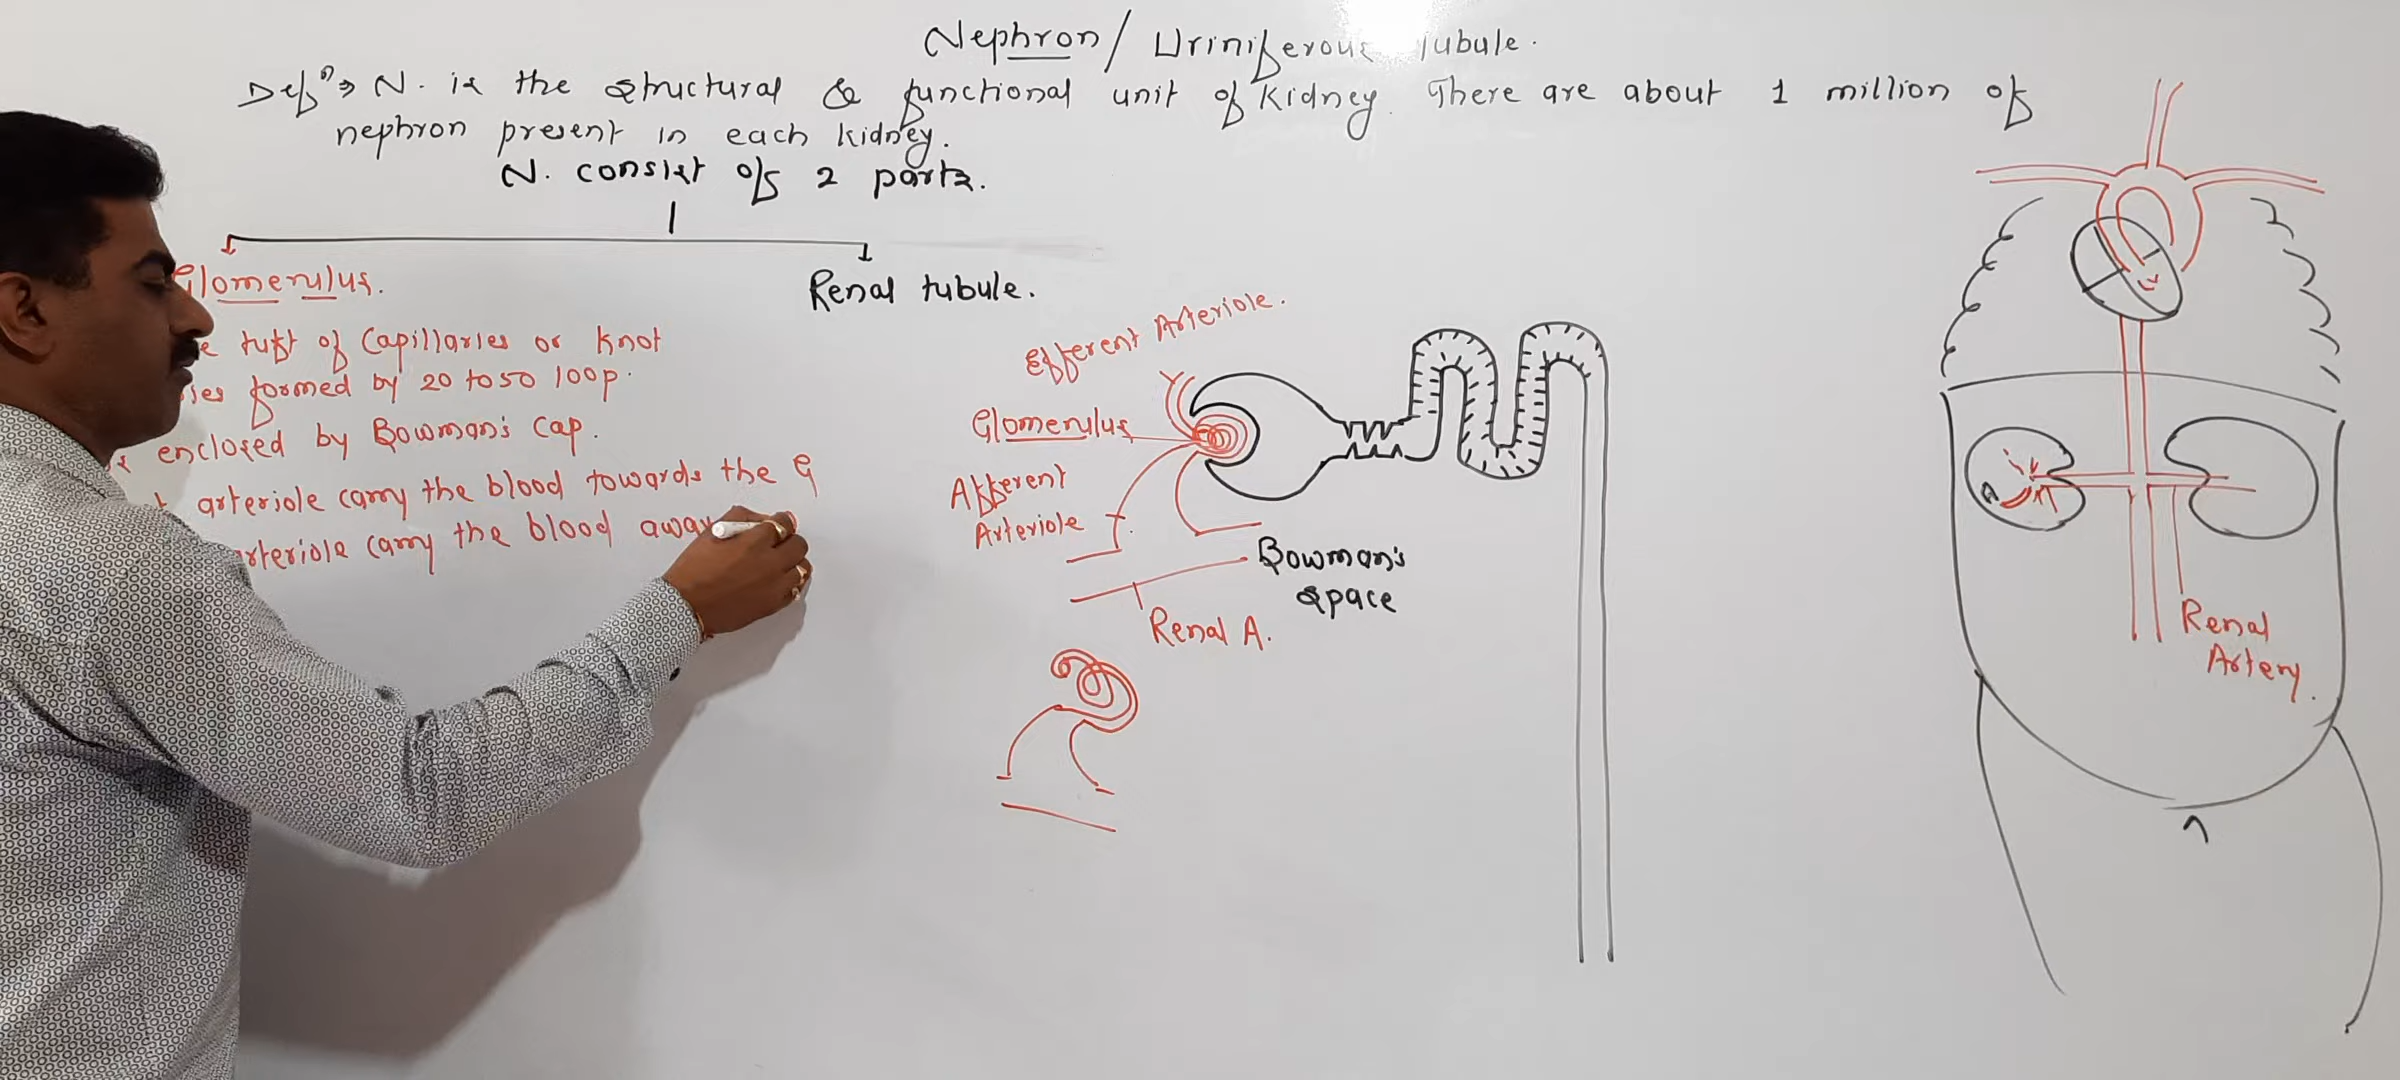 Nephron/ Uriniferous Tubule.
Defⁿ⇒ N. is the structural & functional unit of Kidney. There are about 1 million of
nephron present in each kidney.
N. consist of 2 parts.
Glomerulus.
Renal tubule.
tuft of Capillaries or knot
formed by 20 to 50 loop.
enclosed by Bowman's Cap.
arteriole carry the blood towards the G
arteriole carry the blood away
Efferent Arteriole.
Glomerulus
Afferent
Arteriole
Bowman's
space
Renal A.
Renal
Artery.